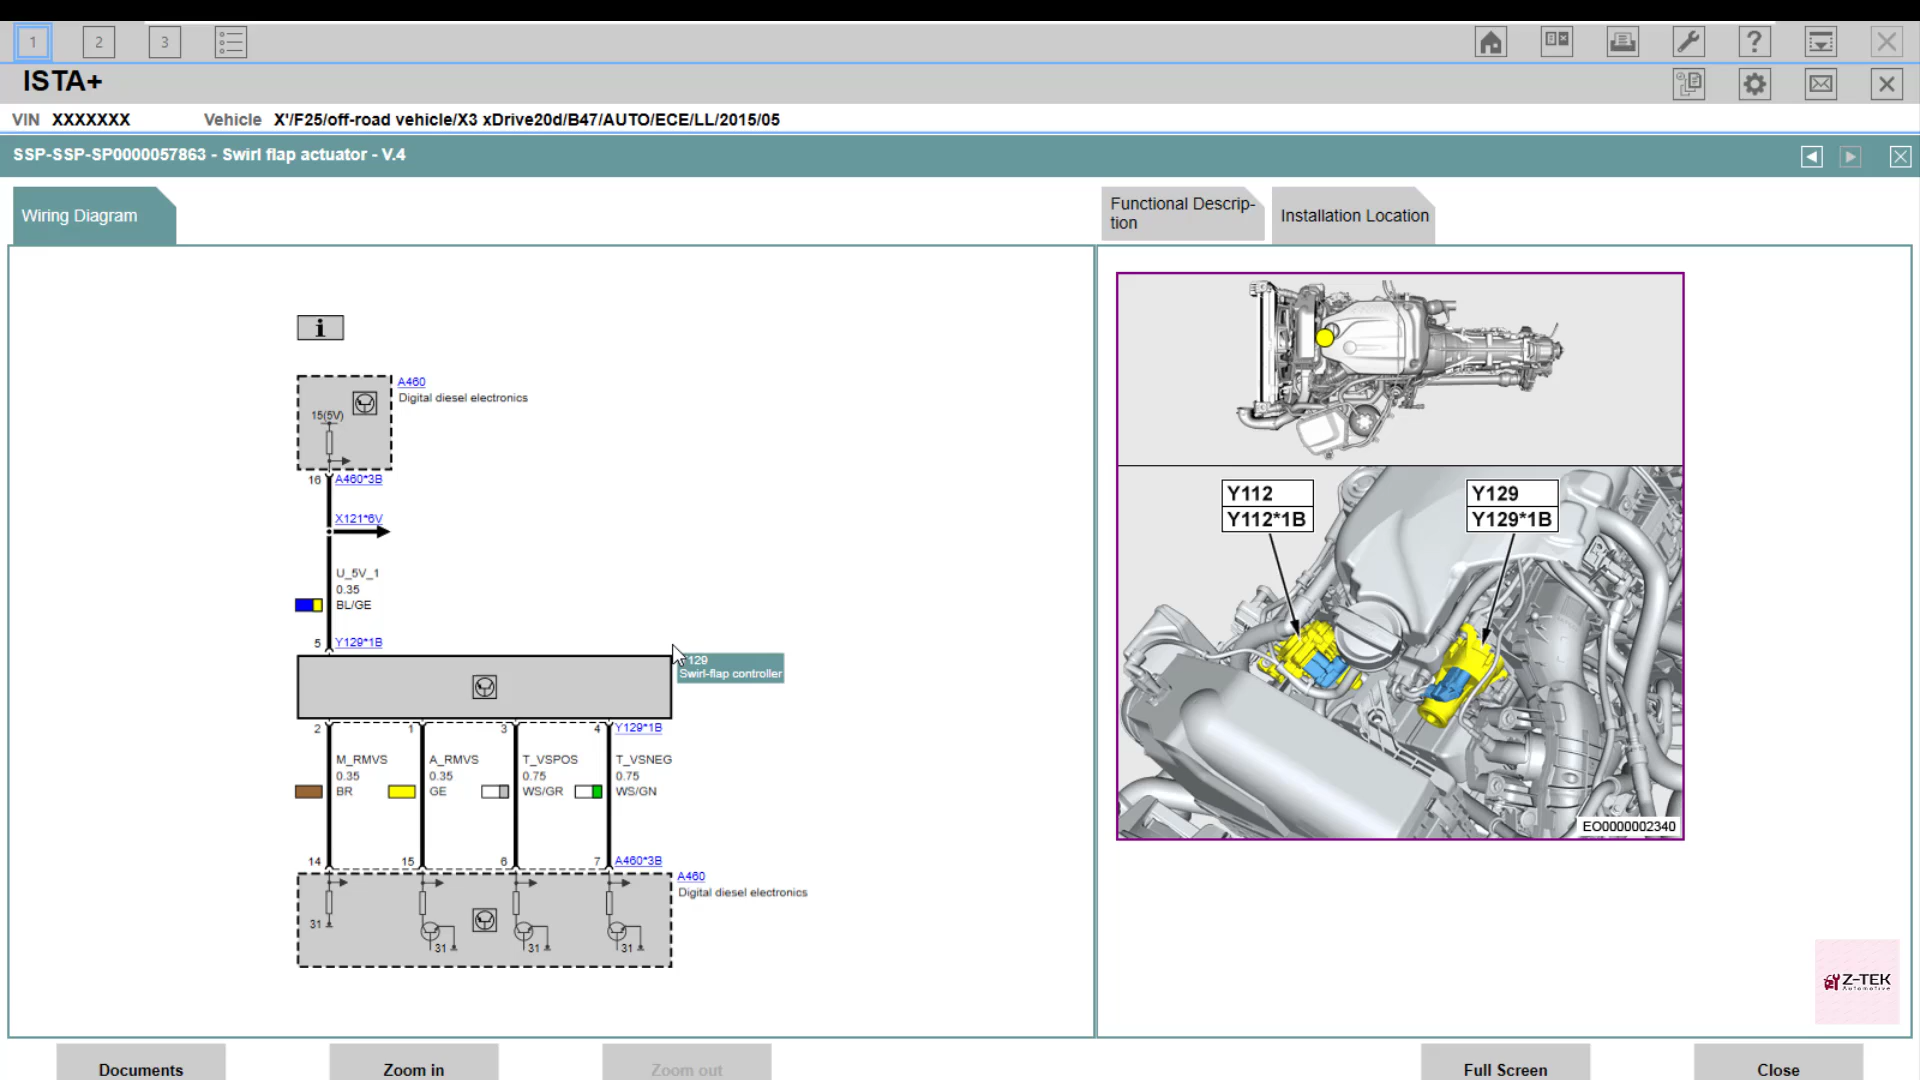 1
2
3
ISTA+
VIN XXXXXXX Vehicle X'/F25/off-road vehicle/X3 xDrive20d/B47/AUTO/ECE/LL/2015/05
SSP-SSP-SP0000057863 - Swirl flap actuator - V.4
Wiring Diagram
Functional Descrip-
tion
Installation Location
i
A460
Digital diesel electronics
15(5V)
16 A460*3B
X121*6V
U_5V_1
0.35
BL/GE
5 Y129*1B
129
Swirl-flap controller
2 1 3 4 Y129*1B
M_RMVS A_RMVS T_VSPOS T_VSNEG
0.35 0.35 0.75 0.75
BR GE WS/GR WS/GN
14 15 6 7 A460*3B
A460
Digital diesel electronics
31 31 31 31
Y112
Y112*1B
Y129
Y129*1B
EO0000002340
Z-TEK
Automotive
Documents
Zoom in
Zoom out
Full Screen
Close